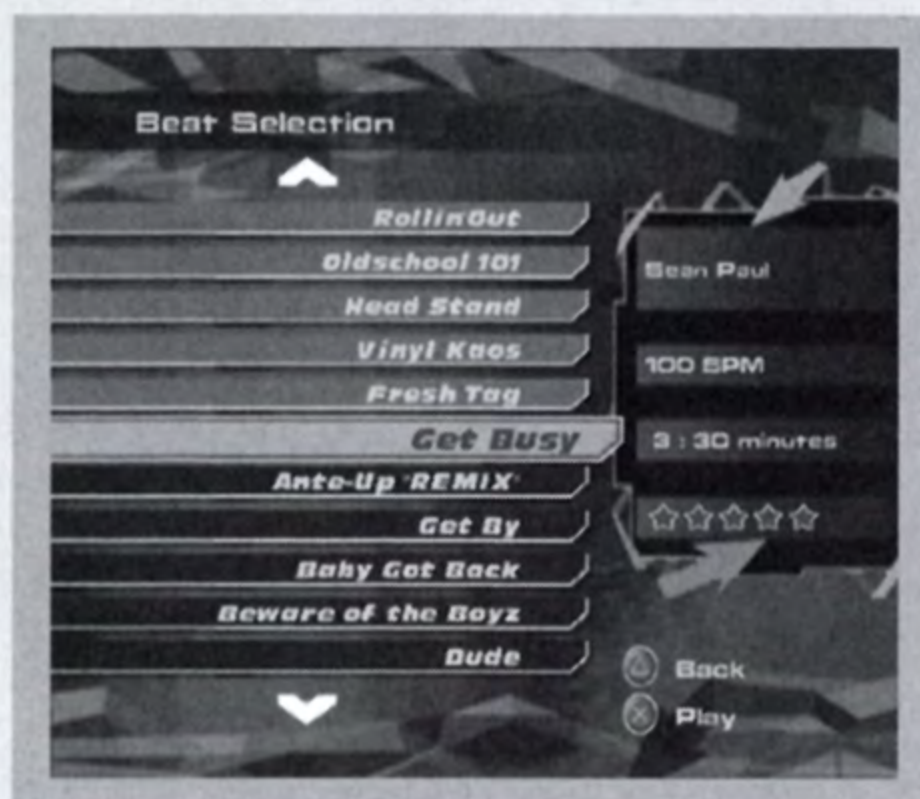 Beat Selection
RollinOut
Oldschool 101
Head Stand
Vinyl Kaos
Fresh Tag
Get Busy
Ante-Up "REMIX"
Get By
Baby Got Back
Beware of the Boyz
Dude
Sean Paul
100 BPM
3 : 30 minutes
Back
Play